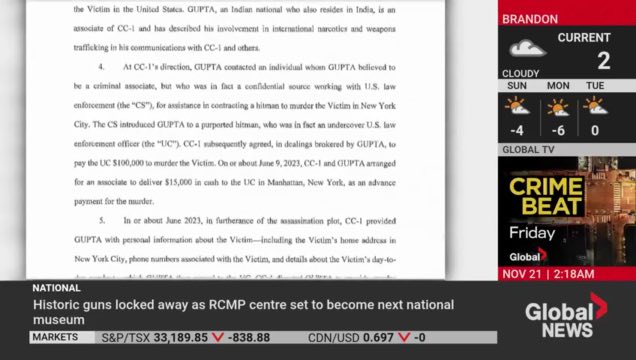 the Victim in the United States. GUPTA, an Indian national who also resides in India, is an
associate of CC-1 and has described his involvement in international narcotics and weapons
trafficking in his communications with CC-1 and others.
4. At CC-1's direction, GUPTA contacted an individual whom GUPTA believed to
be a criminal associate, but who was in fact a confidential source working with U.S. law
enforcement (the "CS"), for assistance in contracting a hitman to murder the Victim in New York
City. The CS introduced GUPTA to a purported hitman, who was in fact an undercover U.S. law
enforcement officer (the "UC"). CC-1 subsequently agreed, in dealings brokered by GUPTA, to
pay the UC $100,000 to murder the Victim. On or about June 9, 2023, CC-1 and GUPTA arranged
for an associate to deliver $15,000 in cash to the UC in Manhattan, New York, as an advance
payment for the murder.
5. In or about June 2023, in furtherance of the assassination plot, CC-1 provided
GUPTA with personal information about the Victim—including the Victim's home address in
New York City, phone numbers associated with the Victim, and details about the Victim's day-to-
BRANDON
CURRENT
2
CLOUDY
SUN MON TUE
-4 -6 0
GLOBAL TV
CRIME
BEAT
Friday
Global
NOV 21 | 2:18AM
NATIONAL
Historic guns locked away as RCMP centre set to become next national
museum
MARKETS S&P/TSX 33,189.85 -838.88 CDN/USD 0.697 -0
Global
NEWS